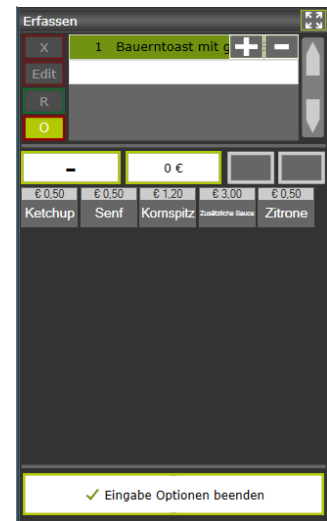 Erfassen
X
1 Bauerntoast mit g
Edit
R
O
-
0 €
€ 0,50 € 0,50 € 1,20 € 3,00 € 0,50
Ketchup Senf Kornspitz Zusätzliche Sauce Zitrone
Eingabe Optionen beenden